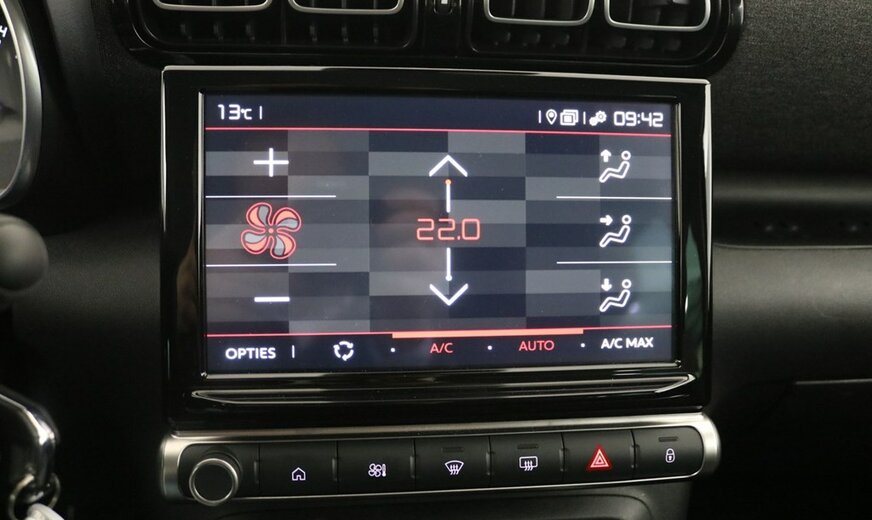 13°C
09:42
22.0
OPTIES
A/C
AUTO
A/C MAX